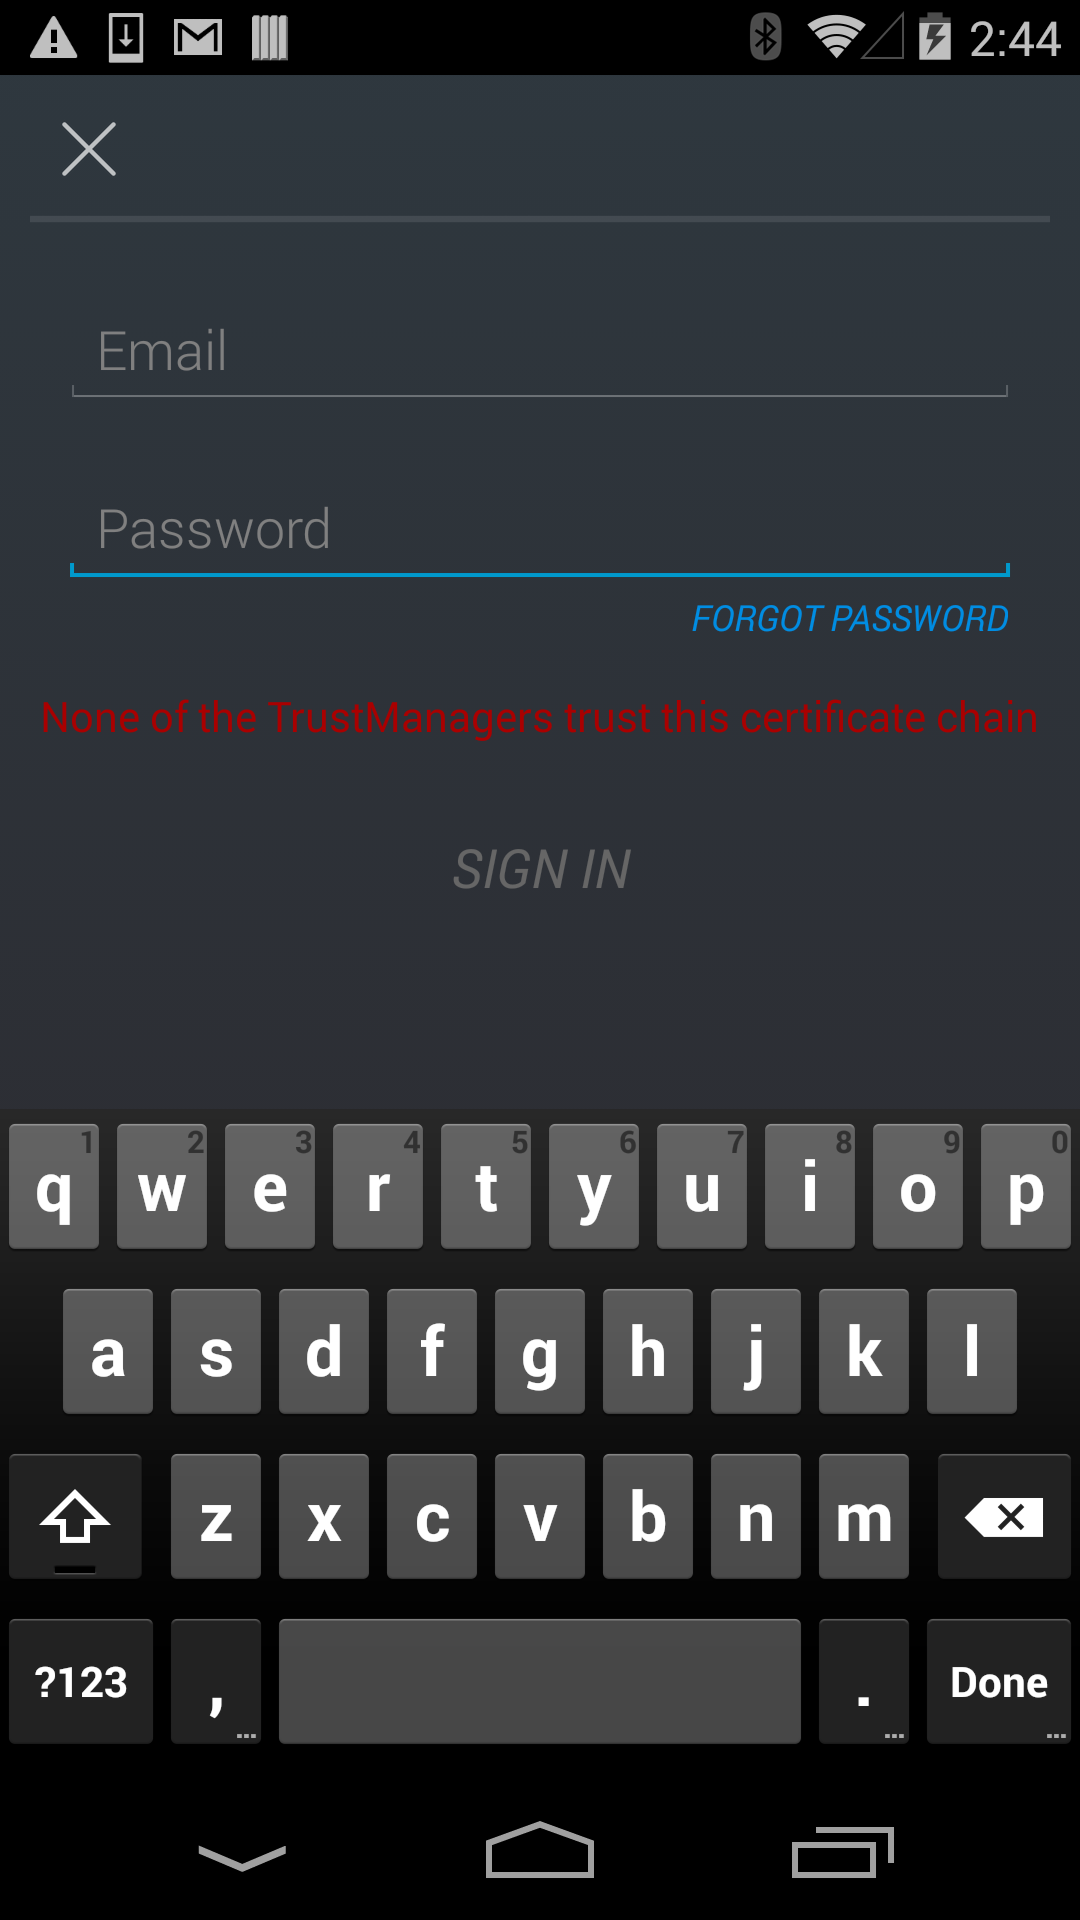 2:44
Email
Password
FORGOT PASSWORD
None of the TrustManagers trust this certificate chain
SIGN IN
1 2 3 4 5 6 7 8 9 0
q w e r t y u i o p
a s d f g h j k l
z x c v b n m
?123 , . Done